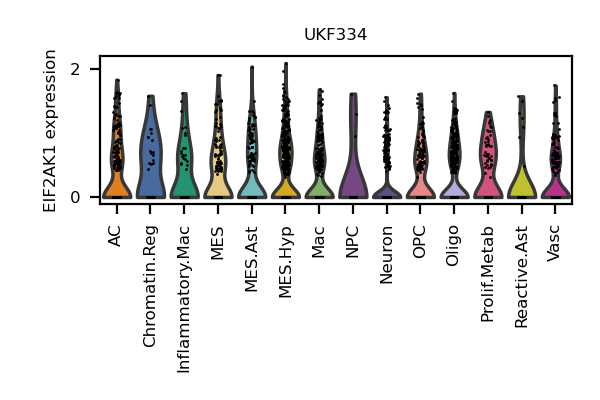 UKF334
EIF2AK1 expression
2
0
AC
Chromatin.Reg
Inflammatory.Mac
MES
MES.Ast
MES.Hyp
Mac
NPC
Neuron
OPC
Oligo
Prolif.Metab
Reactive.Ast
Vasc